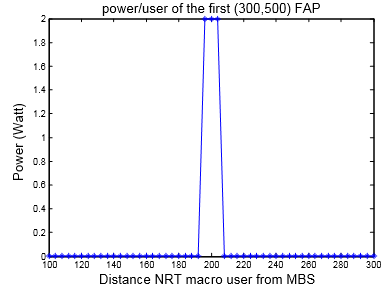 power/user of the first (300,500) FAP
2
1.8
1.6
1.4
1.2
1
0.8
0.6
0.4
0.2
0
Power (Watt)
100 120 140 160 180 200 220 240 260 280 300
Distance NRT macro user from MBS